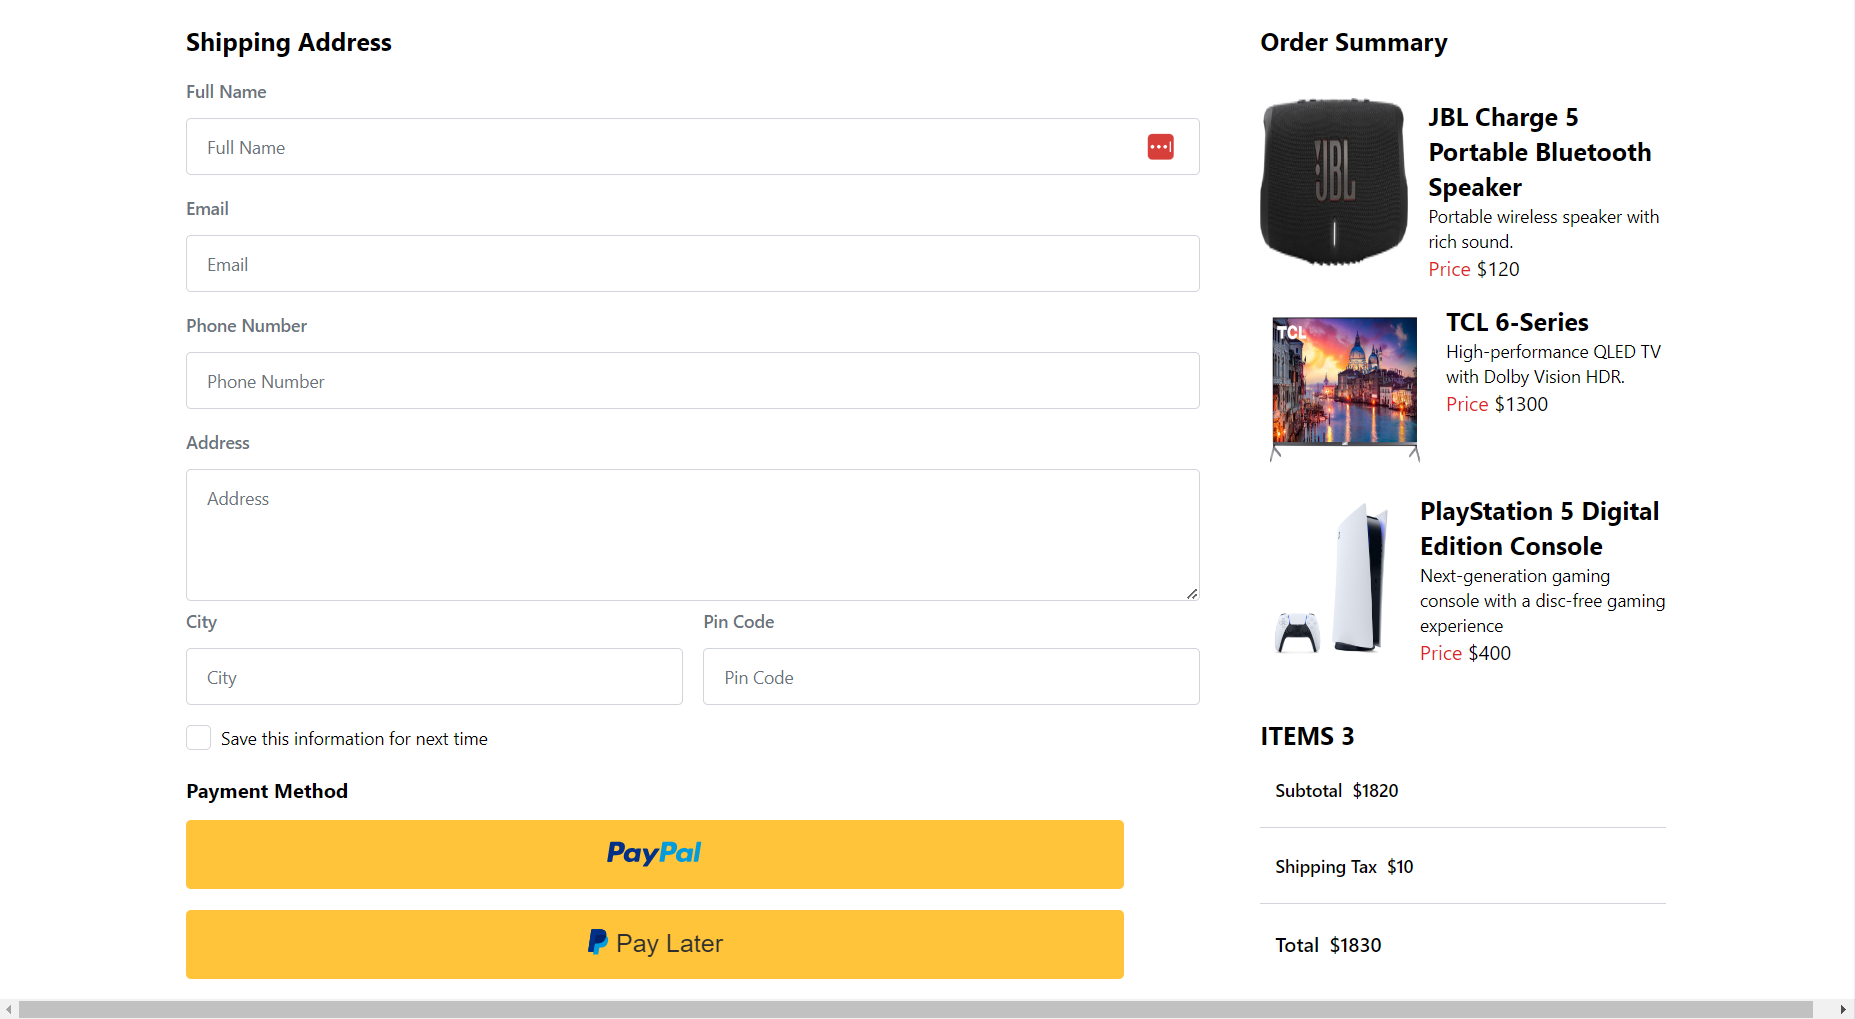 Shipping Address
Full Name
Full Name
Email
Email
Phone Number
Phone Number
Address
Address
City
Pin Code
City
Pin Code
Save this information for next time
Payment Method
PayPal
Pay Later
Order Summary
JBL
JBL Charge 5
Portable Bluetooth
Speaker
Portable wireless speaker with
rich sound.
Price $120
TCL
TCL 6-Series
High-performance QLED TV
with Dolby Vision HDR.
Price $1300
PlayStation 5 Digital
Edition Console
Next-generation gaming
console with a disc-free gaming
experience
Price $400
ITEMS 3
Subtotal $1820
Shipping Tax $10
Total $1830